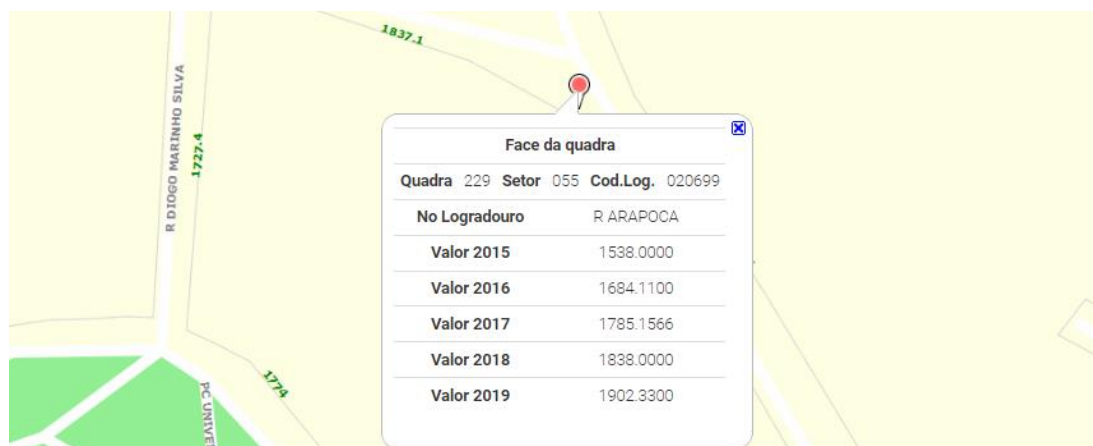 1837.1
R DIOGO MARINHO SILVA
1727.4
Face da quadra
Quadra 229 Setor 055 Cod.Log. 020699
No Logradouro R ARAPOCA
Valor 2015 1538.0000
Valor 2016 1684.1100
Valor 2017 1785.1566
Valor 2018 1838.0000
Valor 2019 1902.3300
1774
PC UNIVE